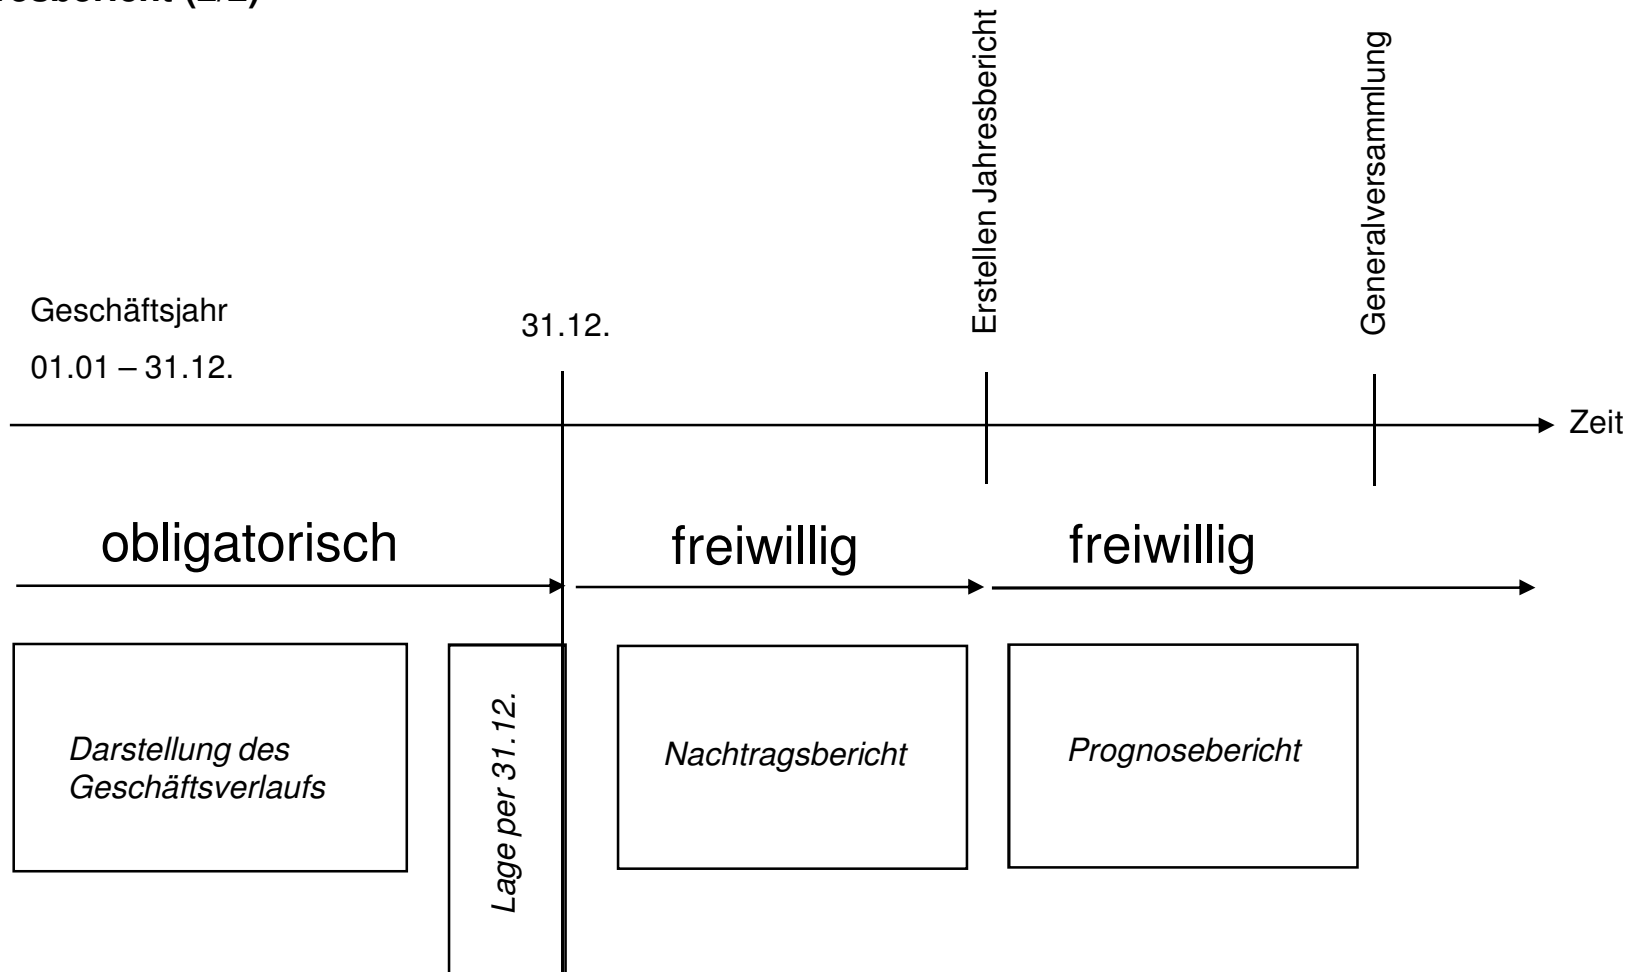 Erstellen Jahresbericht
Generalversammlung
Geschäftsjahr
31.12.
01.01 – 31.12.
Zeit
obligatorisch
freiwillig
freiwillig
Darstellung des
Geschäftsverlaufs
Lage per 31.12.
Nachtragsbericht
Prognosebericht